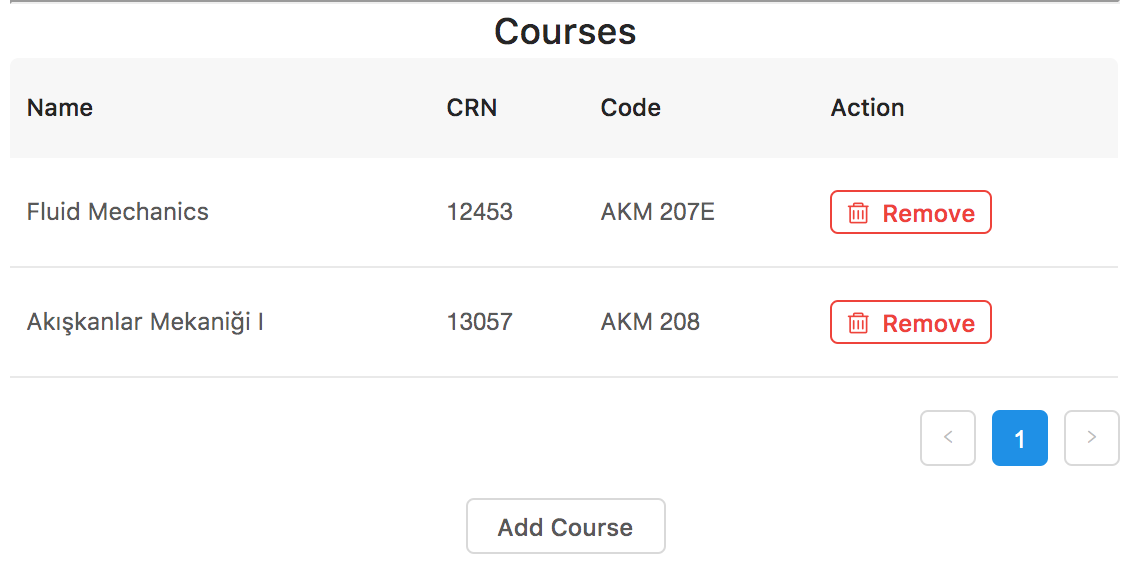 Courses
Name CRN Code Action
Fluid Mechanics 12453 AKM 207E Remove
Akışkanlar Mekaniği I 13057 AKM 208 Remove
< 1 >
Add Course